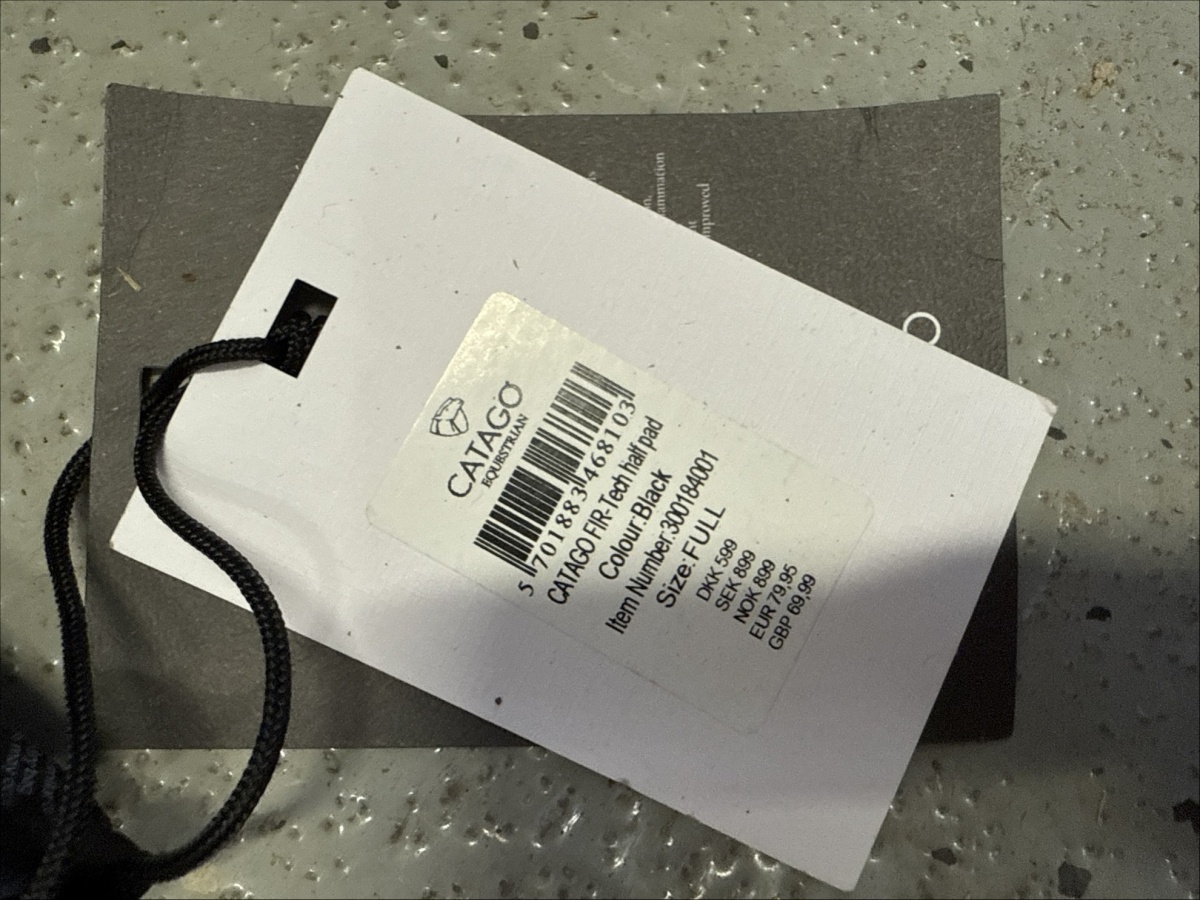 CATAGO
EQUESTRIAN
5 701883 468103
CATAGO FIR-Tech half pad
Colour:Black
Item Number:300184001
Size:FULL
DKK 599
SEK 899
NOK 899
EUR 79,95
GBP 69,99
improved